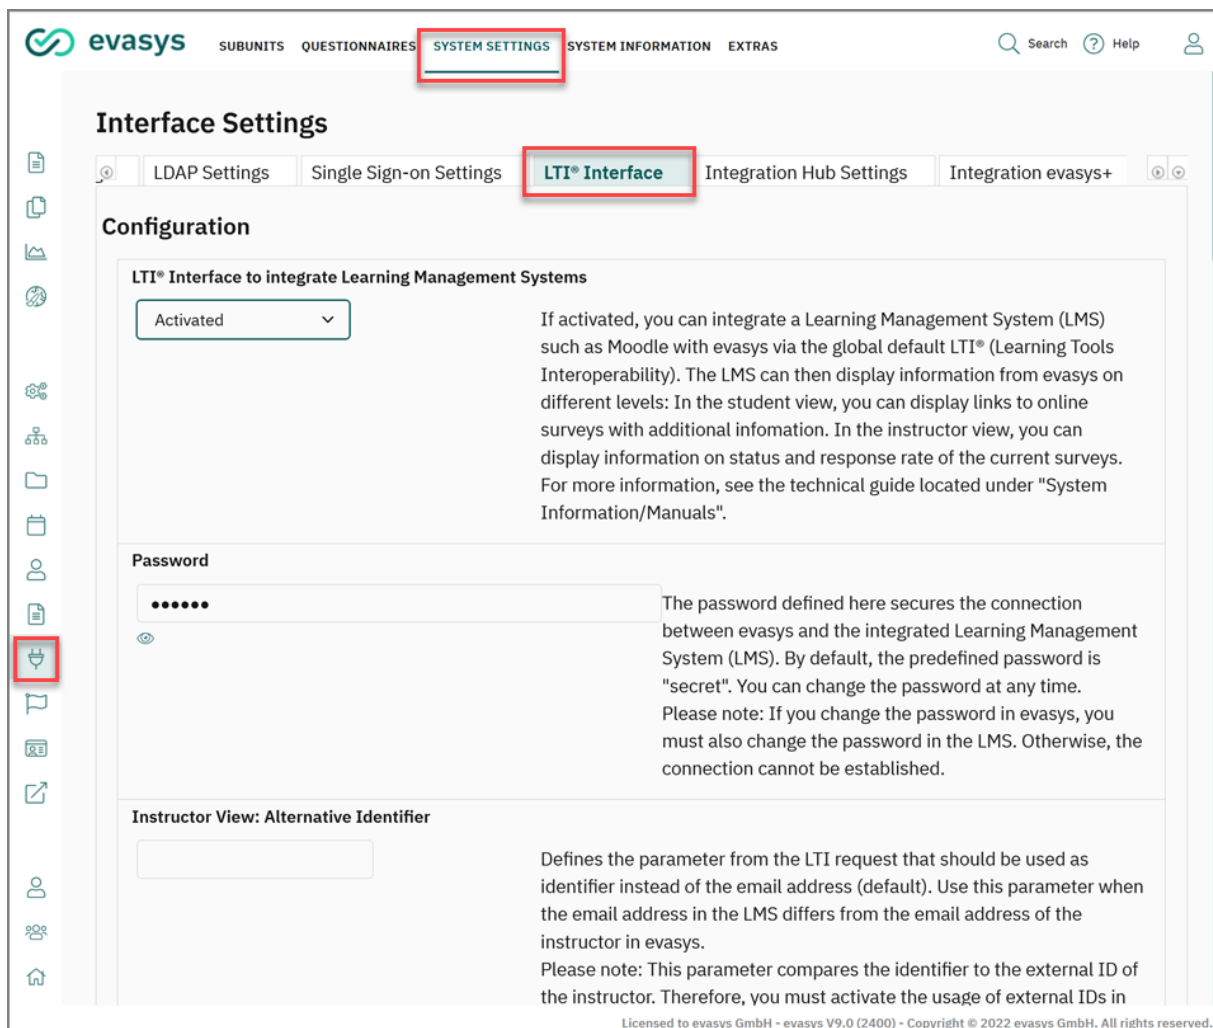 evasys SUBUNITS QUESTIONNAIRES SYSTEM SETTINGS SYSTEM INFORMATION EXTRAS Search ? Help
Interface Settings
LDAP Settings Single Sign-on Settings LTI® Interface Integration Hub Settings Integration evasys+
Configuration
LTI® Interface to integrate Learning Management Systems
Activated
If activated, you can integrate a Learning Management System (LMS)
such as Moodle with evasys via the global default LTI® (Learning Tools
Interoperability). The LMS can then display information from evasys on
different levels: In the student view, you can display links to online
surveys with additional infomation. In the instructor view, you can
display information on status and response rate of the current surveys.
For more information, see the technical guide located under "System
Information/Manuals".
Password
••••••
The password defined here secures the connection
between evasys and the integrated Learning Management
System (LMS). By default, the predefined password is
"secret". You can change the password at any time.
Please note: If you change the password in evasys, you
must also change the password in the LMS. Otherwise, the
connection cannot be established.
Instructor View: Alternative Identifier
Defines the parameter from the LTI request that should be used as
identifier instead of the email address (default). Use this parameter when
the email address in the LMS differs from the email address of the
instructor in evasys.
Please note: This parameter compares the identifier to the external ID of
the instructor. Therefore, you must activate the usage of external IDs in
Licensed to evasys GmbH - evasys V9.0 (2400) - Copyright © 2022 evasys GmbH. All rights reserved.